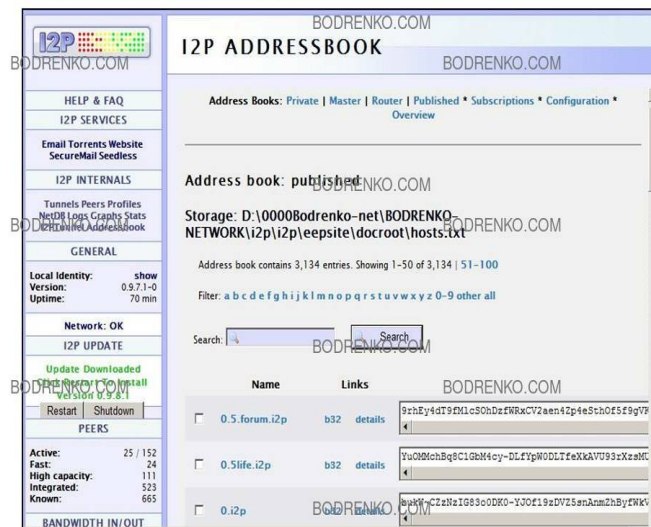 BODRENKO.COM
I2P
I2P ADDRESSBOOK
BODRENKO.COM
BODRENKO.COM
HELP & FAQ
I2P SERVICES
Email Torrents Website
SecureMail Seedless
I2P INTERNALS
Tunnels Peers Profiles
NetDB Logs Graphs Stats
I2PTunnel Addressbook
BODRENKO.COM
GENERAL
Local Identity: show
Version: 0.9.7.1-0
Uptime: 70 min
Network: OK
I2P UPDATE
Update Downloaded
Click Restart To Install
Version 0.9.8.1
BODRENKO.COM
Restart Shutdown
PEERS
Active: 25 / 152
Fast: 24
High capacity: 111
Integrated: 523
Known: 665
BANDWIDTH IN/OUT
Address Books: Private | Master | Router | Published * Subscriptions * Configuration *
Overview
Address book: published
BODRENKO.COM
Storage: D:\0000Bodrenko-net\BODRENKO-
NETWORK\i2p\i2p\eepsite\docroot\hosts.txt
BODRENKO.COM
Address book contains 3,134 entries. Showing 1-50 of 3,134 | 51-100
Filter: a b c d e f g h i j k l m n o p q r s t u v w x y z 0-9 other all
Search: Search
BODRENKO.COM
Name Links
BODRENKO.COM
0.5.forum.i2p b32 details
0.5life.i2p b32 details
0.i2p b32 details
BODRENKO.COM